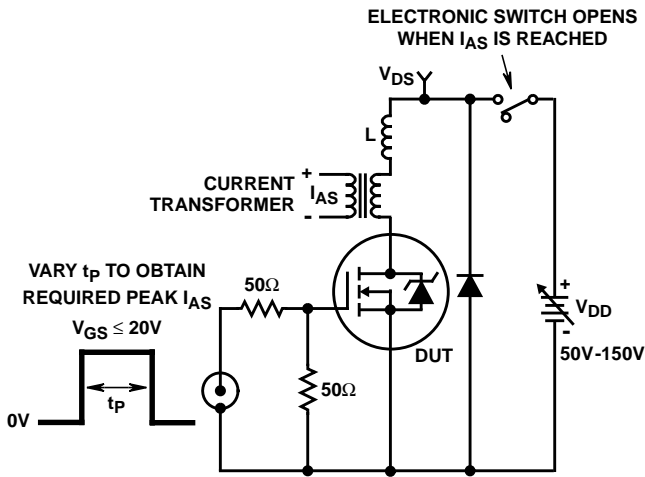 ELECTRONIC SWITCH OPENS
WHEN IAS IS REACHED
VDS
L
+
CURRENT
TRANSFORMER
IAS
-
VARY tP TO OBTAIN
REQUIRED PEAK IAS
50Ω
VGS ≤ 20V
DUT
+
VDD
-
50V-150V
50Ω
tP
0V